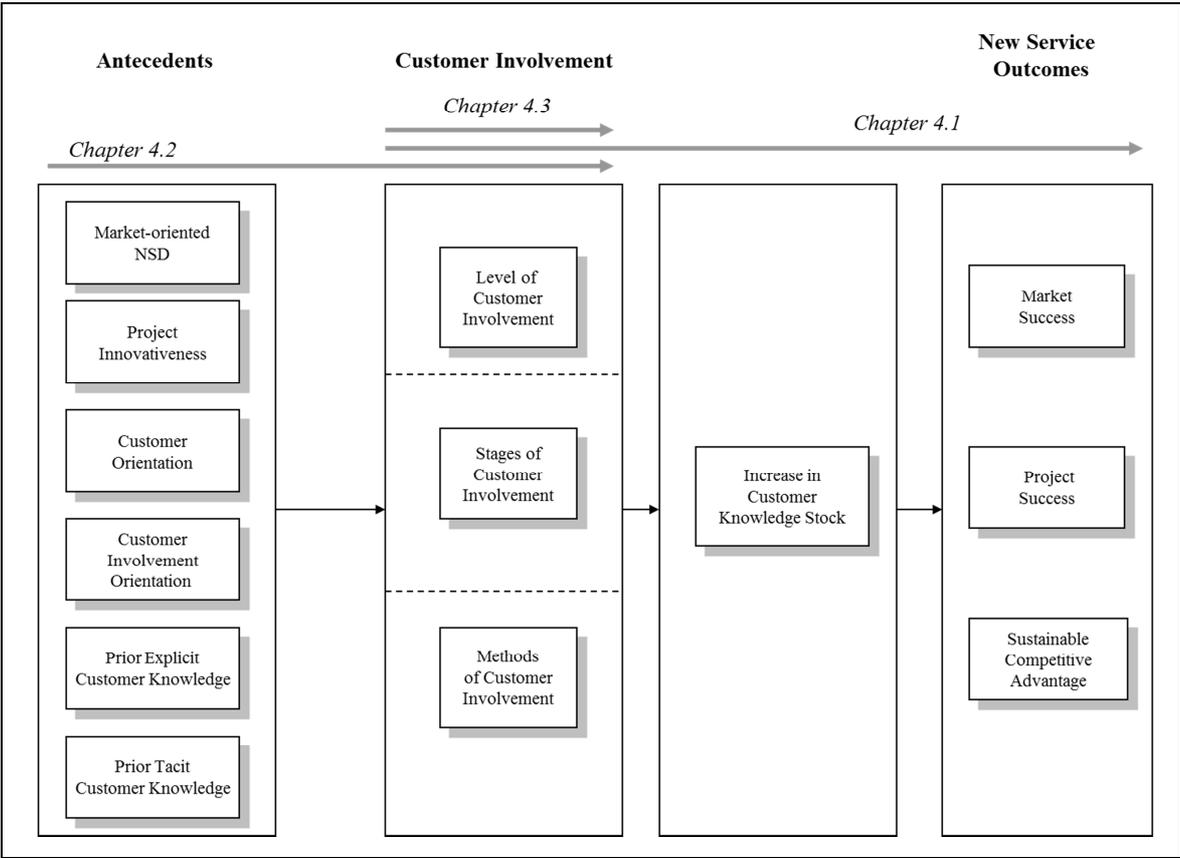 Antecedents
Customer Involvement
New Service
Outcomes
Chapter 4.3
Chapter 4.1
Chapter 4.2
Market-oriented
NSD
Project
Innovativeness
Customer
Orientation
Customer
Involvement
Orientation
Prior Explicit
Customer Knowledge
Prior Tacit
Customer Knowledge
Level of
Customer
Involvement
Stages of
Customer
Involvement
Methods
of Customer
Involvement
Increase in
Customer
Knowledge Stock
Market
Success
Project
Success
Sustainable
Competitive
Advantage